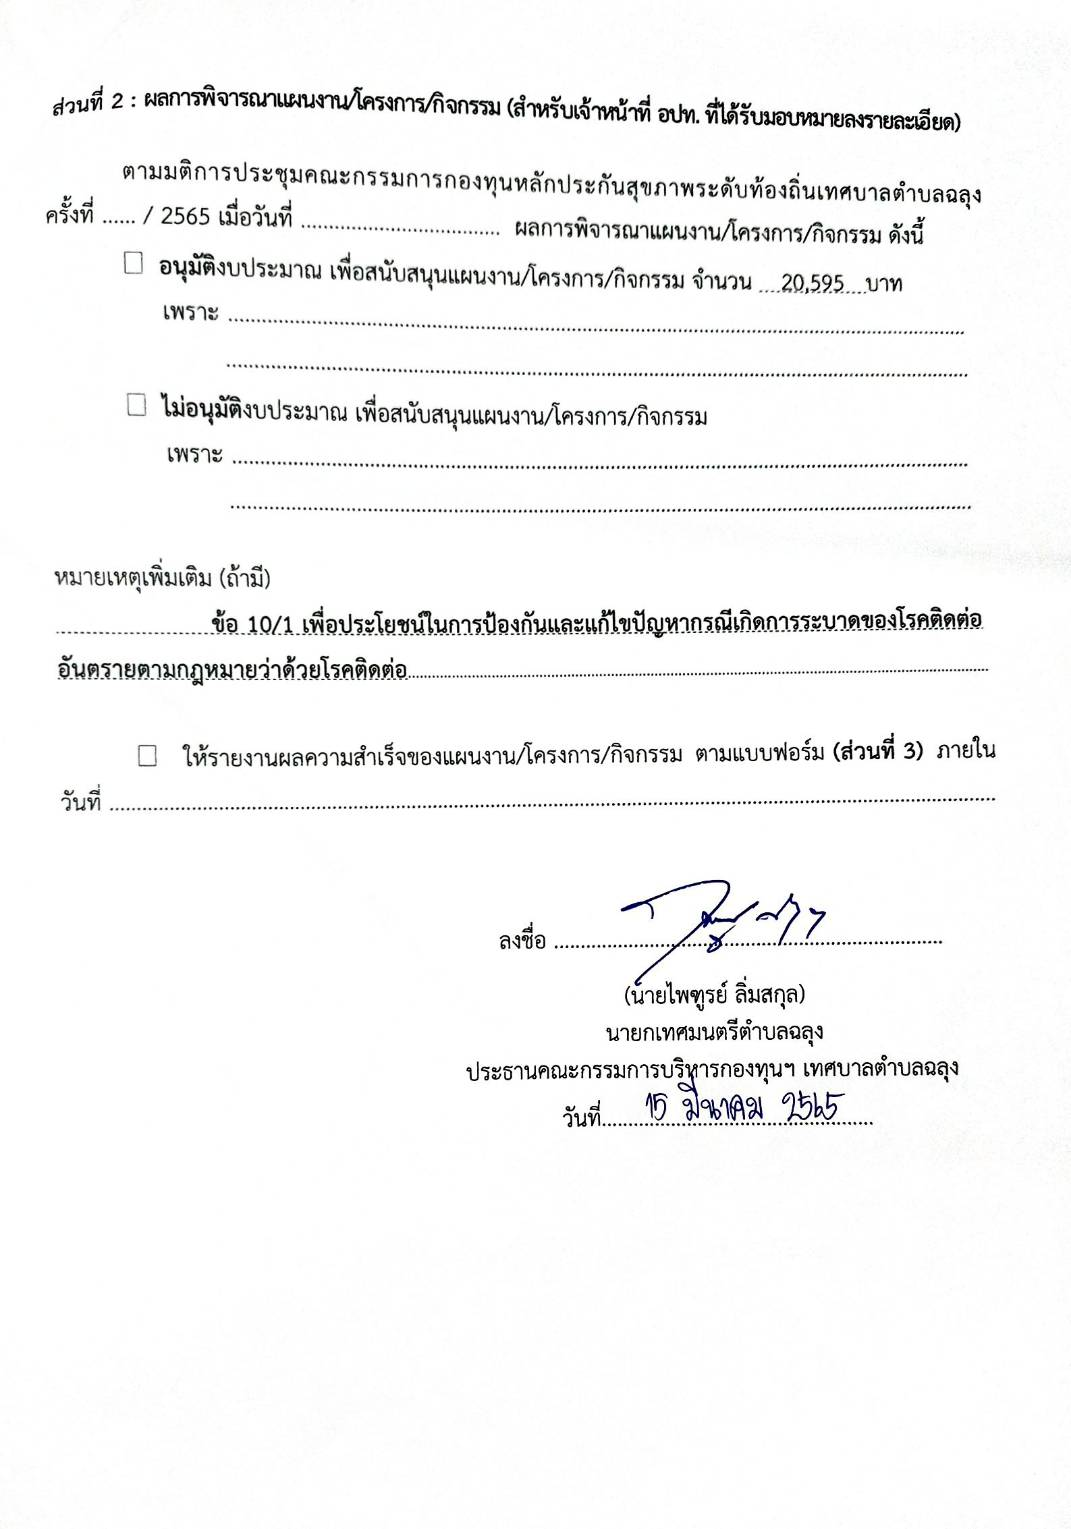 ส่วนที่ 2 : ผลการพิจารณาแผนงาน/โครงการ/กิจกรรม (สำหรับเจ้าหน้าที่ อปท. ที่ได้รับมอบหมายลงรายละเอียด)
ตามมติการประชุมคณะกรรมการกองทุนหลักประกันสุขภาพระดับท้องถิ่นเทศบาลตำบลฉลุง
ครั้งที่ ...... / 2565 เมื่อวันที่ .................................... ผลการพิจารณาแผนงาน/โครงการ/กิจกรรม ดังนี้
☐ อนุมัติงบประมาณ เพื่อสนับสนุนแผนงาน/โครงการ/กิจกรรม จำนวน ....20,595....บาท
เพราะ ................................................................
................................................................
☐ ไม่อนุมัติงบประมาณ เพื่อสนับสนุนแผนงาน/โครงการ/กิจกรรม
เพราะ ................................................................
................................................................
หมายเหตุเพิ่มเติม (ถ้ามี)
............................ข้อ 10/1 เพื่อประโยชน์ในการป้องกันและแก้ไขปัญหากรณีเกิดการระบาดของโรคติดต่อ
อันตรายตามกฎหมายว่าด้วยโรคติดต่อ................................................................
☐ ให้รายงานผลความสำเร็จของแผนงาน/โครงการ/กิจกรรม ตามแบบฟอร์ม (ส่วนที่ 3) ภายใน
วันที่ ................................................................
ลงชื่อ ................................................................
(นายไพฑูรย์ ลิ่มสกุล)
นายกเทศมนตรีตำบลฉลุง
ประธานคณะกรรมการบริหารกองทุนฯ เทศบาลตำบลฉลุง
วันที่.......15 มีนาคม 2565.......